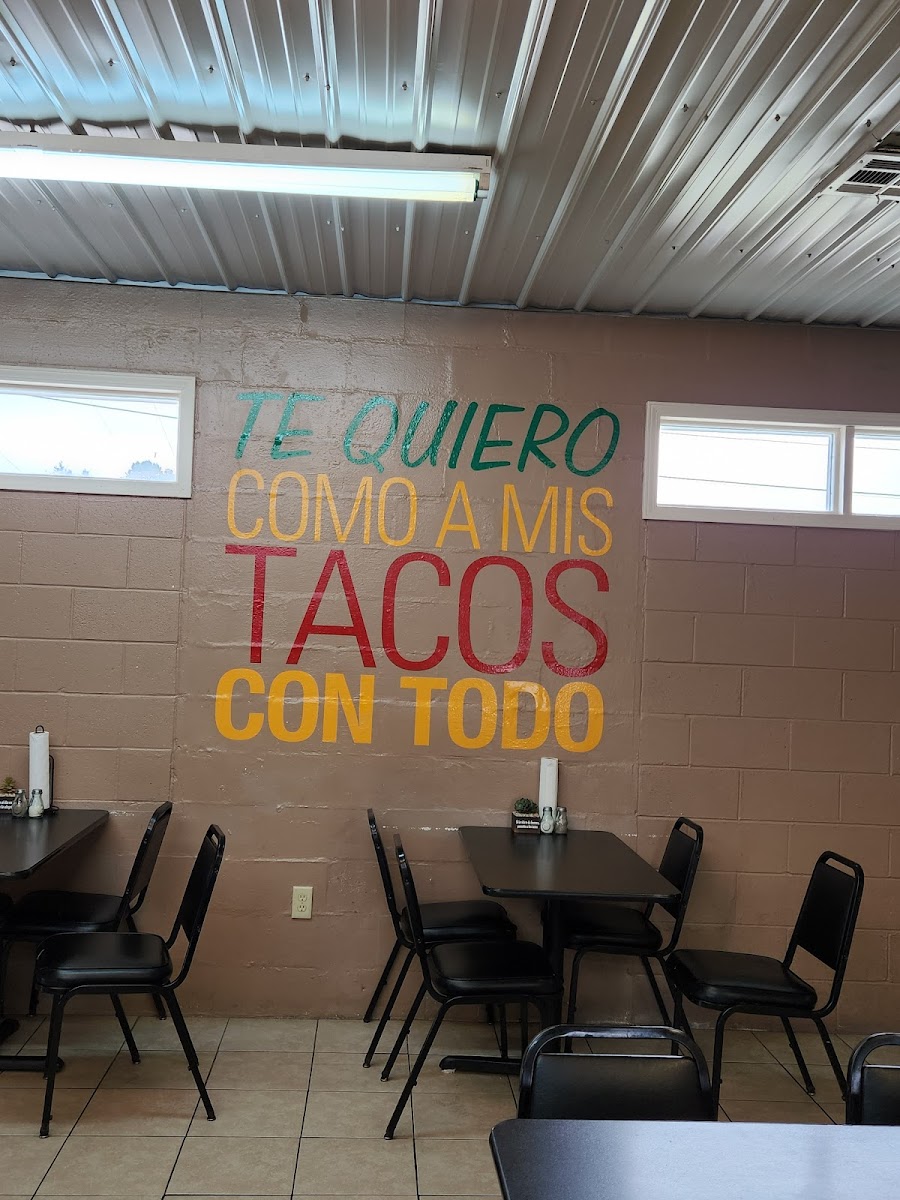 TE QUIERO
COMO A MIS
TACOS
CON TODO